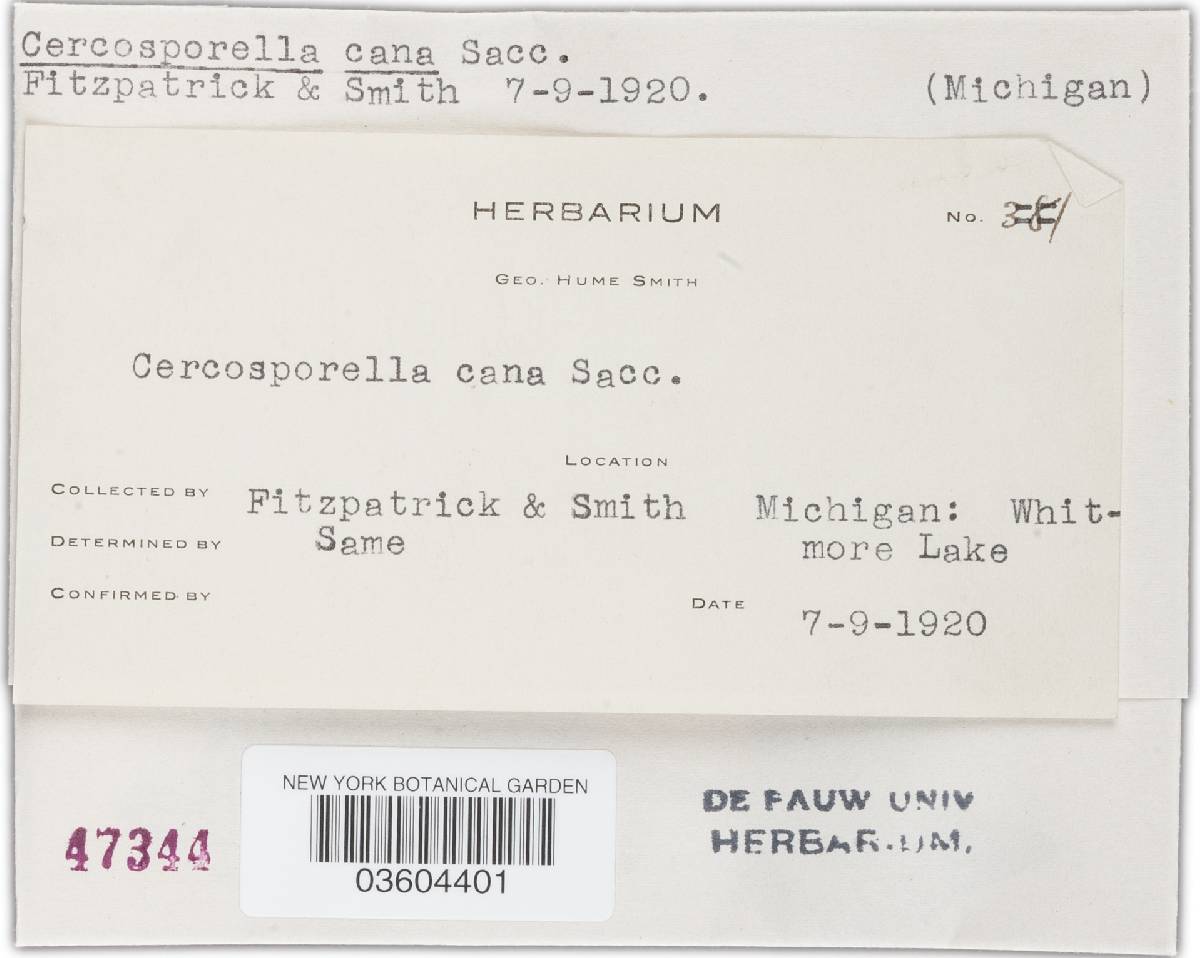 Cercosporella cana Sacc.
Fitzpatrick & Smith 7-9-1920. (Michigan)
HERBARIUM No. 381
GEO. HUME SMITH
Cercosporella cana Sacc.
LOCATION
COLLECTED BY Fitzpatrick & Smith Michigan: Whit-
DETERMINED BY Same more Lake
CONFIRMED BY
DATE 7-9-1920
NEW YORK BOTANICAL GARDEN
03604401
47344
DE PAUW UNIV
HERBARIUM.